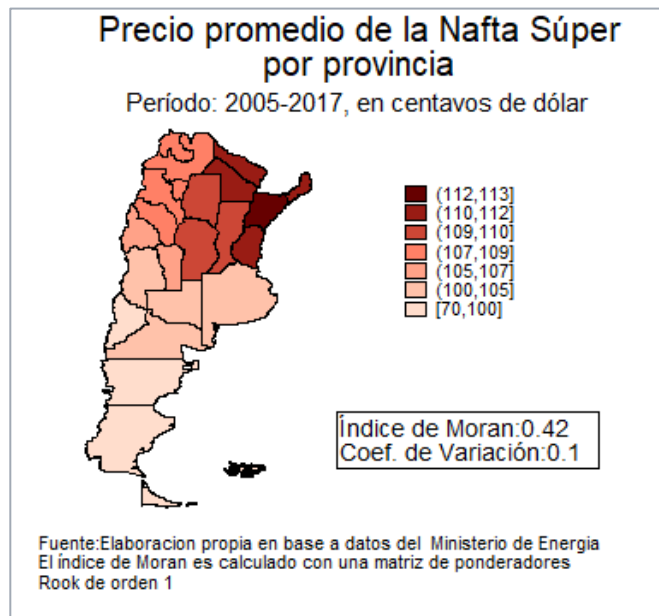 Precio promedio de la Nafta Súper
por provincia
Período: 2005-2017, en centavos de dólar
(112,113]
(110,112]
(109,110]
(107,109]
(105,107]
(100,105]
[70,100]
Índice de Moran:0.42
Coef. de Variación:0.1
Fuente:Elaboracion propia en base a datos del Ministerio de Energia
El índice de Moran es calculado con una matriz de ponderadores
Rook de orden 1